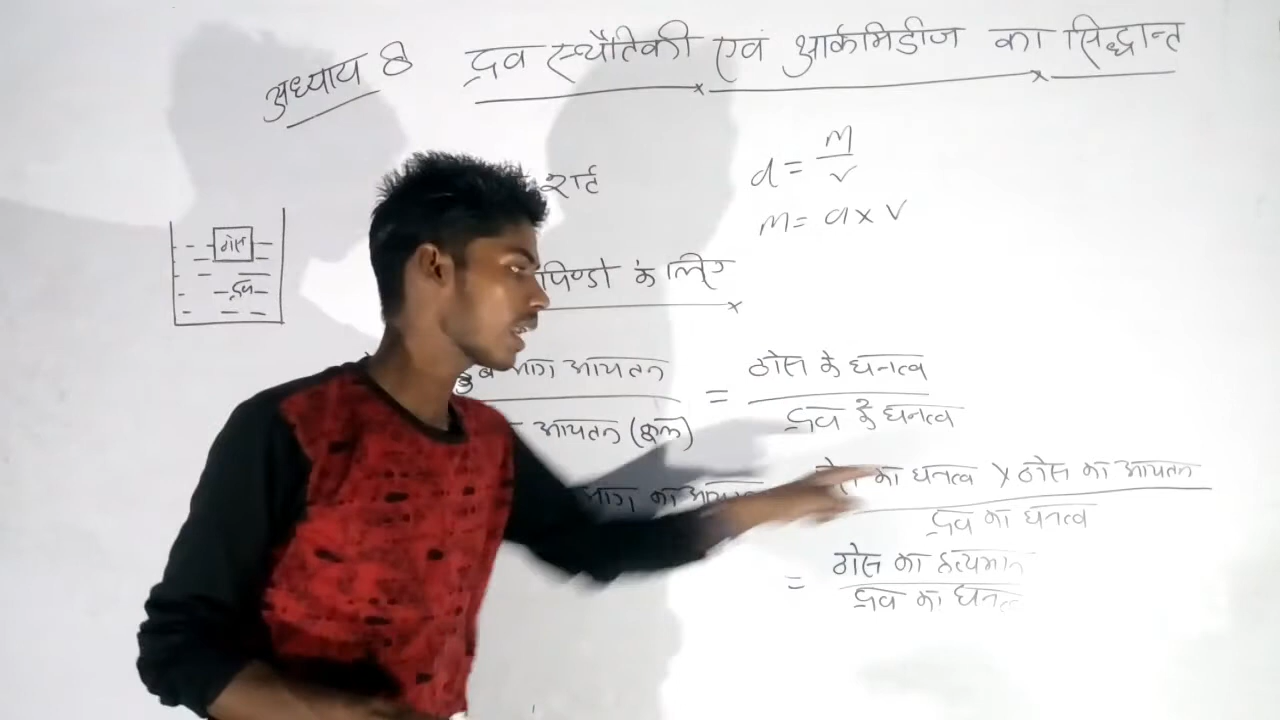 अध्याय 8 द्रव स्थैतिकी एवं आर्कमिडीज का सिद्धान्त
शर्त
d = m/v
m = d x v
ठोस
द्रव
पिण्डो के लिए
डुबे भाग आयतन = ठोस के घनत्व
आयतन (कुल) द्रव के घनत्व
भाग का आयतन ठोस का घनत्व x ठोस का आयतन
द्रव का घनत्व
= ठोस का द्रव्यमान
द्रव का घनत्व